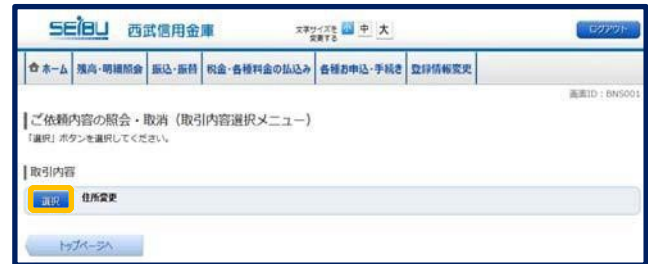 SEIBU 西武信用金庫 文字サイズを変更する 小 中 大 ログアウト
ホーム 残高・明細照会 振込・振替 税金・各種料金の払込み 各種お申込・手続き 登録情報変更
画面ID：BNS001
ご依頼内容の照会・取消（取引内容選択メニュー）
「選択」ボタンを選択してください。
取引内容
選択 住所変更
トップページへ